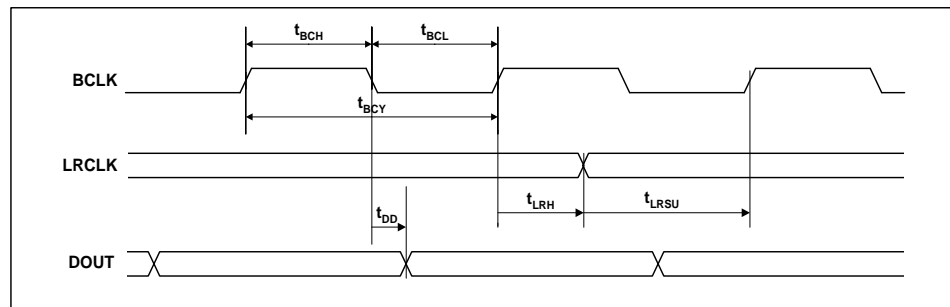 tBCH tBCL
BCLK
tBCY
LRCLK
tLRH tLRSU
tDD
DOUT